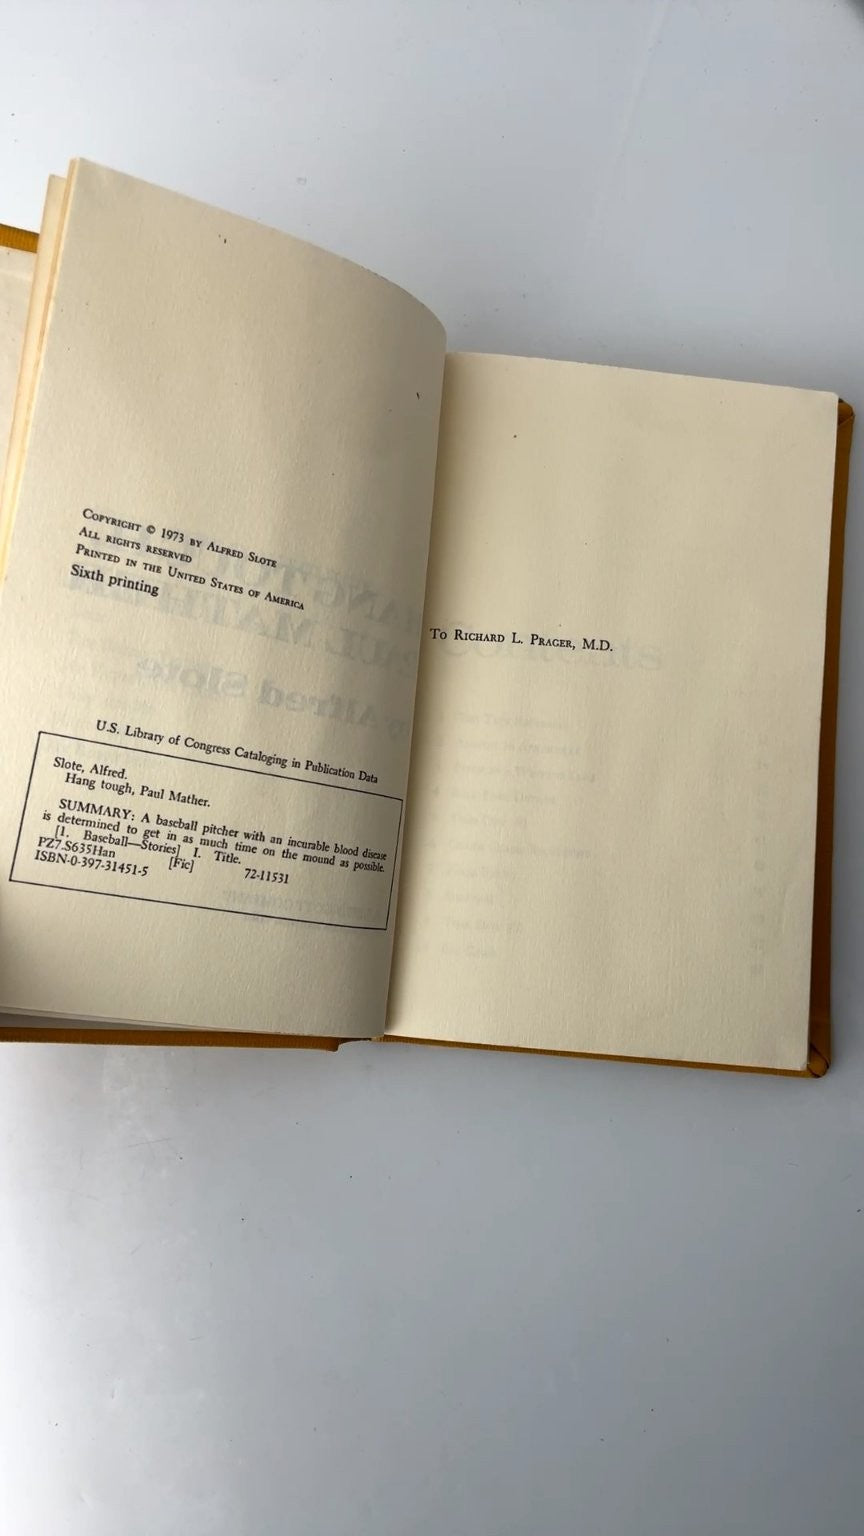 Copyright © 1973 by Alfred Slote
All rights reserved
Printed in the United States of America
Sixth printing
U.S. Library of Congress Cataloging in Publication Data
Slote, Alfred.
Hang tough, Paul Mather.
SUMMARY: A baseball pitcher with an incurable blood disease
is determined to get in as much time on the mound as possible.
[1. Baseball—Stories] I. Title.
PZ7.S635Han [Fic] 72-11531
ISBN-0-397-31451-5
To Richard L. Prager, M.D.